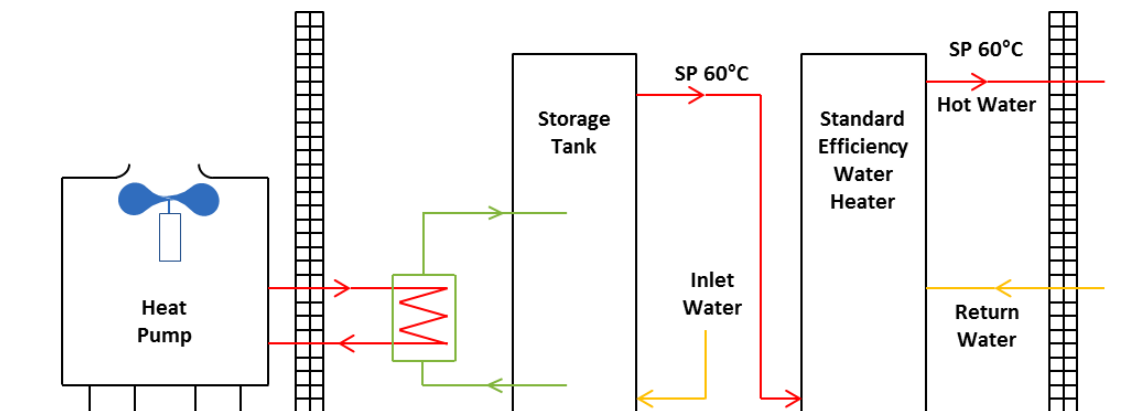 SP 60°C
SP 60°C
Hot Water
Storage
Tank
Standard
Efficiency
Water
Heater
Inlet
Water
Heat
Pump
Return
Water